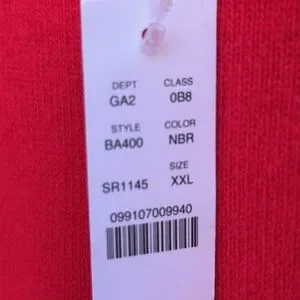 DEPT CLASS
GA2 0B8
STYLE COLOR
BA400 NBR
SIZE
SR1145 XXL
099107009940